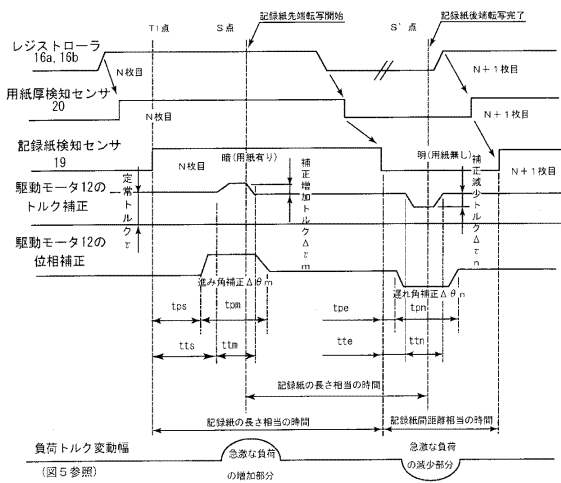 記録紙先端転写開始
記録紙後端転写完了
T1点
S点
S'点
レジストローラ
16a, 16b
N枚目
N+1枚目
用紙厚検知センサ
20
N枚目
N+1枚目
記録紙検知センサ
19
N枚目
暗(用紙有り)
明(用紙無し)
N+1枚目
駆動モータ12の
トルク補正
定常トルクτ
補正増加トルクΔτm
補正減少トルクΔτn
駆動モータ12の
位相補正
進み角補正Δθm
遅れ角補正Δθn
tps
tpm
tpe
tpn
tts
ttm
tte
ttn
記録紙の長さ相当の時間
記録紙の長さ相当の時間
記録紙間距離相当の時間
負荷トルク変動幅
(図5参照)
急激な負荷
の増加部分
急激な負荷
の減少部分